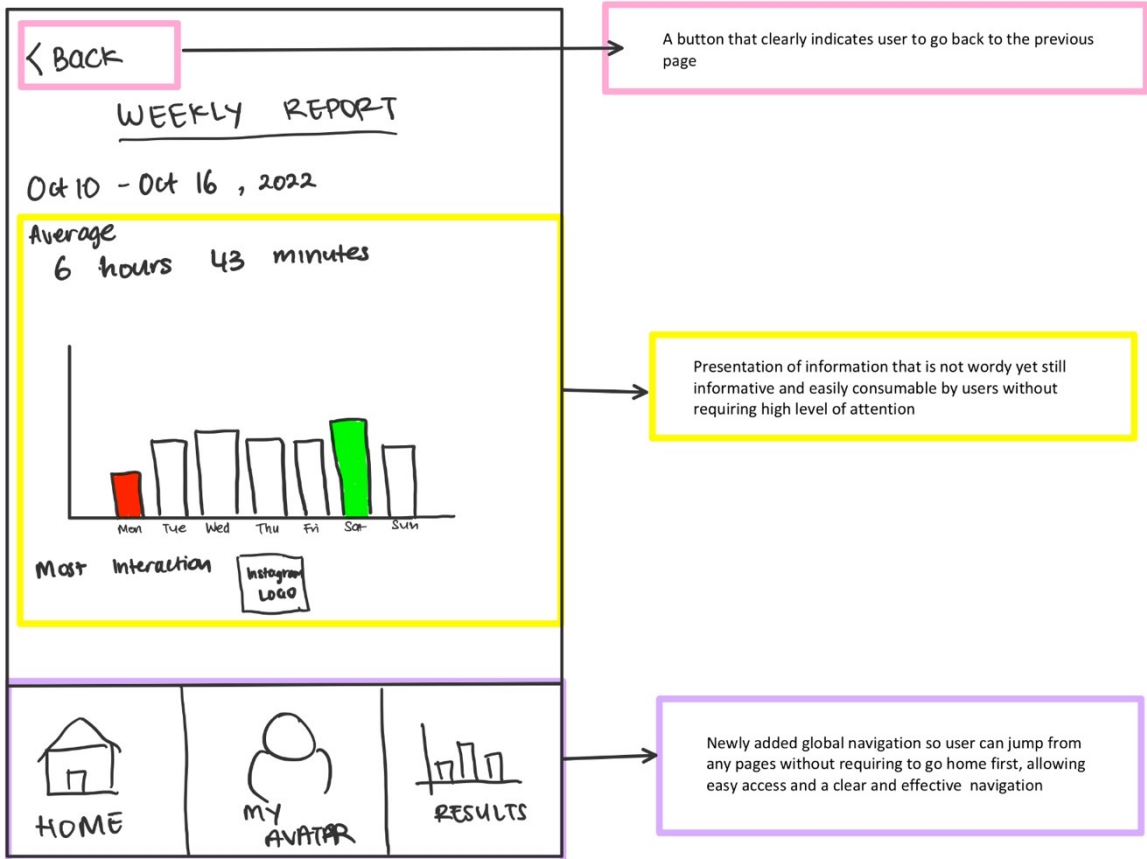 < BACK
A button that clearly indicates user to go back to the previous
page
WEEKLY REPORT
Oct 10 - Oct 16 , 2022
Average
6 hours 43 minutes
Presentation of information that is not wordy yet still
informative and easily consumable by users without
requiring high level of attention
Mon Tue Wed Thu Fri Sat Sun
Most Interaction
Instagram
LOGO
Newly added global navigation so user can jump from
any pages without requiring to go home first, allowing
easy access and a clear and effective navigation
HOME
MY
AVATAR
RESULTS